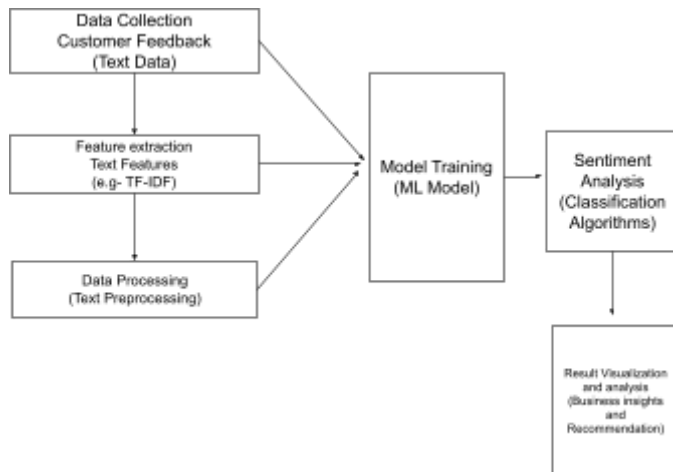 Data Collection
Customer Feedback
(Text Data)
Feature extraction
Text Features
(e.g- TF-IDF)
Data Processing
(Text Preprocessing)
Model Training
(ML Model)
Sentiment
Analysis
(Classification
Algorithms)
Result Visualization
and analysis
(Business insights
and
Recommendation)